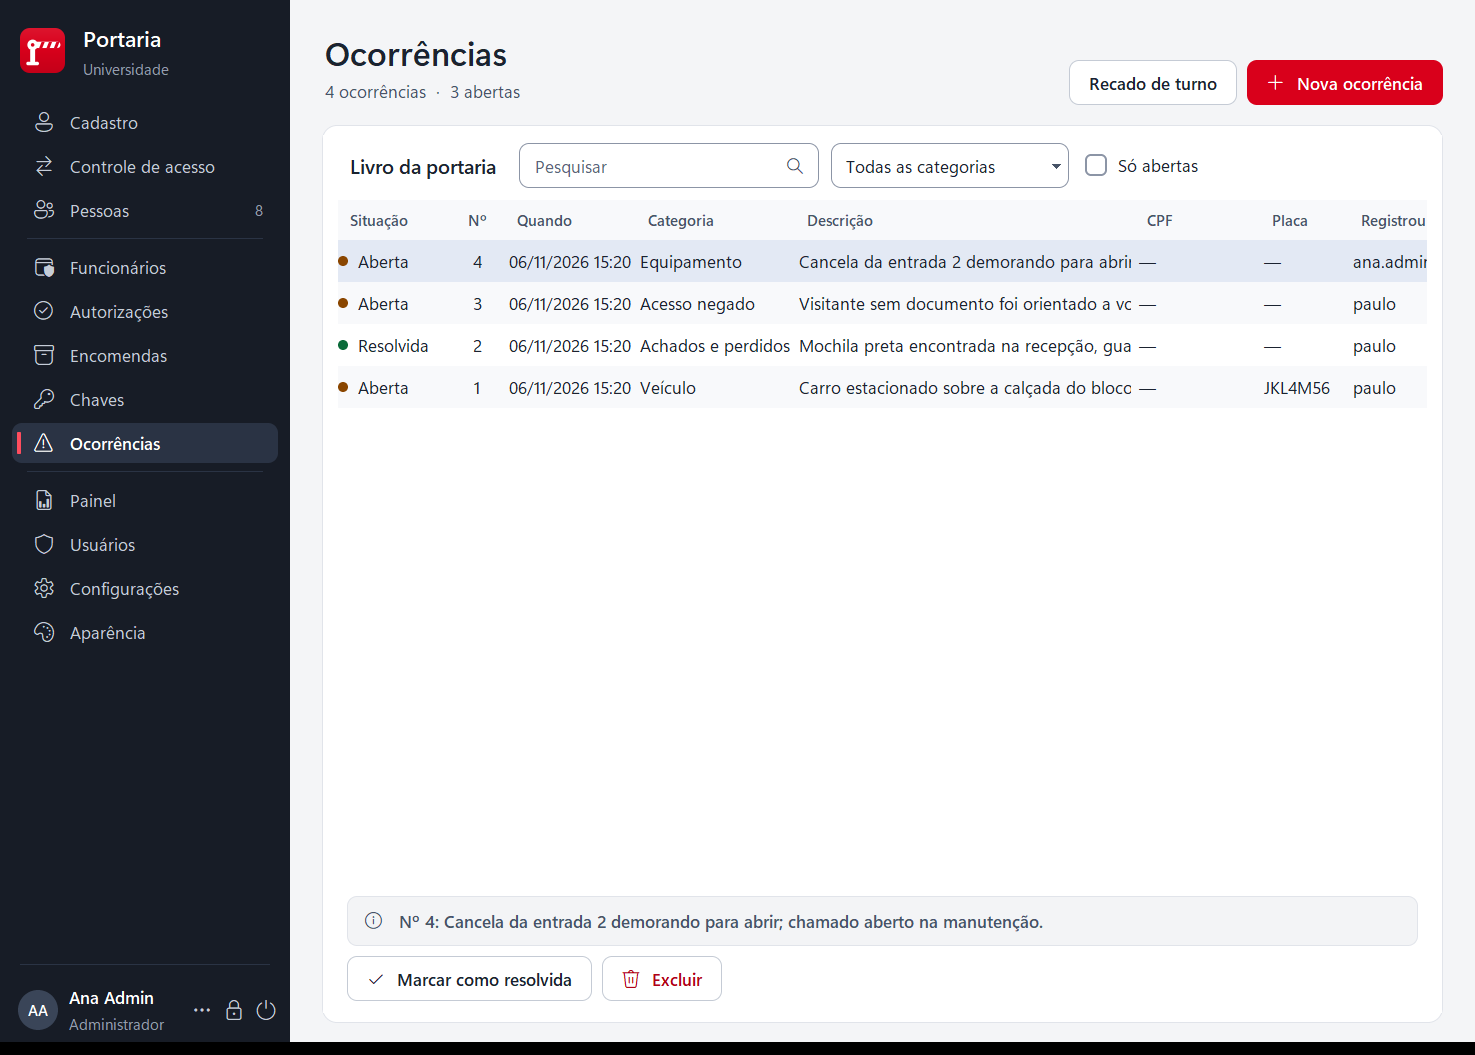 Portaria
Universidade
Cadastro
Controle de acesso
Pessoas 8
Funcionários
Autorizações
Encomendas
Chaves
Ocorrências
Painel
Usuários
Configurações
Aparência
AA
Ana Admin
Administrador
Ocorrências
4 ocorrências · 3 abertas
Recado de turno
Nova ocorrência
Livro da portaria
Pesquisar
Todas as categorias
Só abertas
Situação Nº Quando Categoria Descrição CPF Placa Registrou
Aberta 4 06/11/2026 15:20 Equipamento Cancela da entrada 2 demorando para abrir — — ana.admin
Aberta 3 06/11/2026 15:20 Acesso negado Visitante sem documento foi orientado a vo — — paulo
Resolvida 2 06/11/2026 15:20 Achados e perdidos Mochila preta encontrada na recepção, gua — — paulo
Aberta 1 06/11/2026 15:20 Veículo Carro estacionado sobre a calçada do bloco — JKL4M56 paulo
Nº 4: Cancela da entrada 2 demorando para abrir; chamado aberto na manutenção.
Marcar como resolvida
Excluir